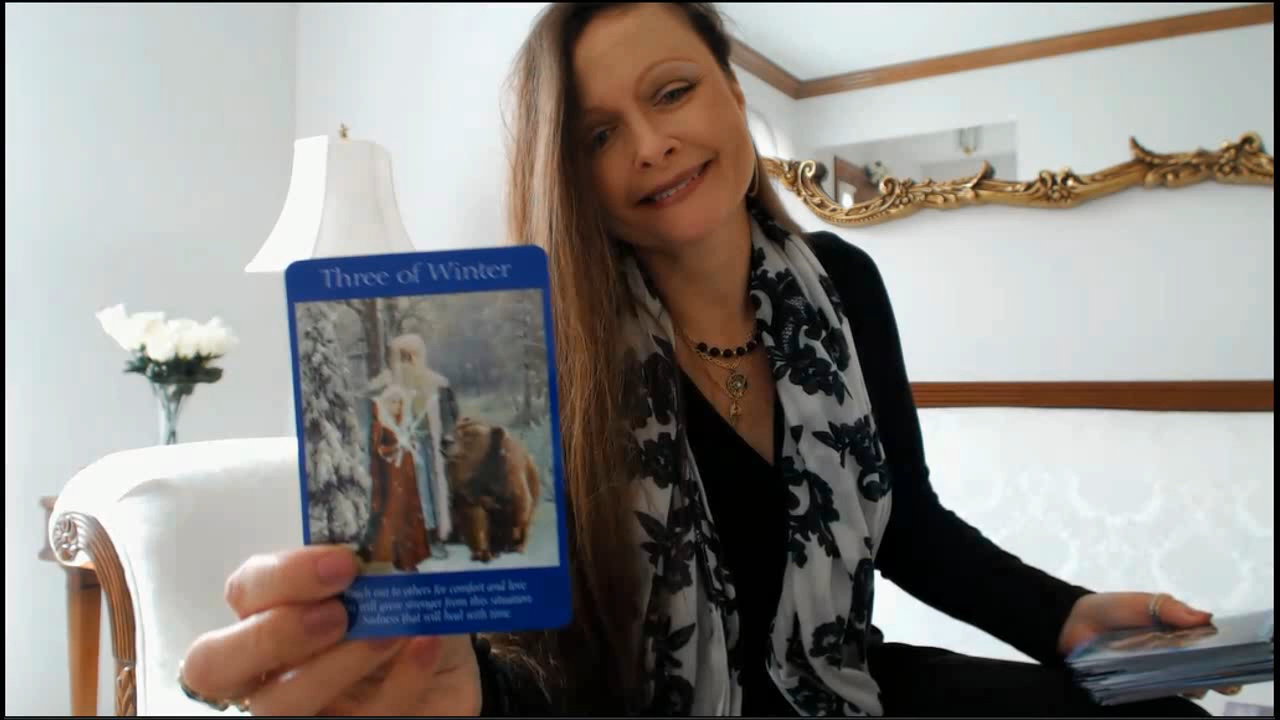 Three of Winter
out to others for comfort and love
will grow stronger from this situation
Sadness that will heal with time